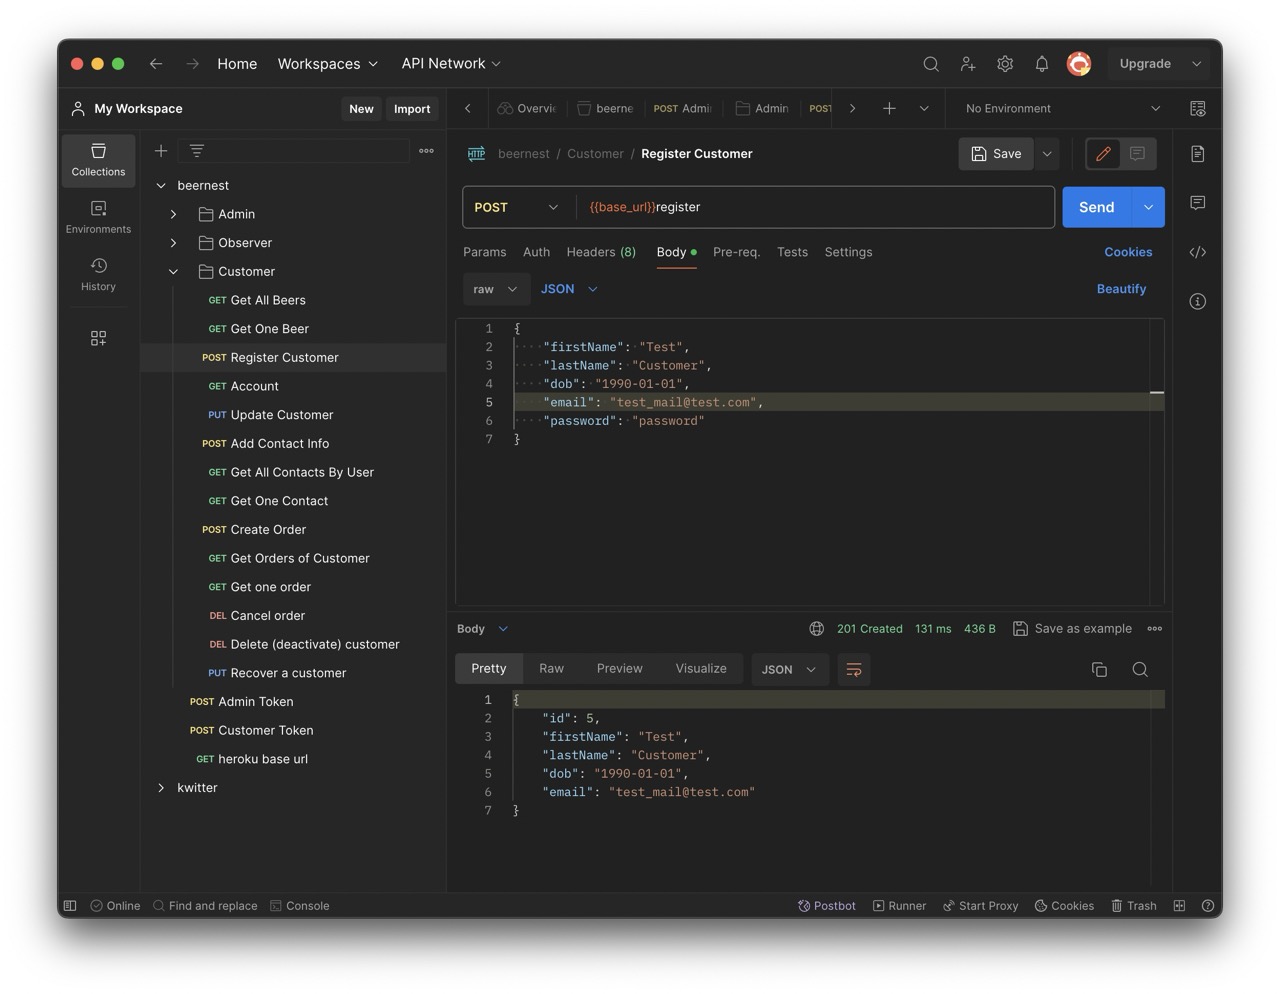 Home Workspaces API Network Upgrade
My Workspace New Import
Overvi beerne POST Admi Admin POST No Environment
Collections
Environments
History
beernest
Admin
Observer
Customer
GET Get All Beers
GET Get One Beer
POST Register Customer
GET Account
PUT Update Customer
POST Add Contact Info
GET Get All Contacts By User
GET Get One Contact
POST Create Order
GET Get Orders of Customer
GET Get one order
DEL Cancel order
DEL Delete (deactivate) customer
PUT Recover a customer
POST Admin Token
POST Customer Token
GET heroku base url
kwitter
HTTP beernest / Customer / Register Customer Save
POST {{base_url}}register Send
Params Auth Headers (8) Body Pre-req. Tests Settings Cookies
raw JSON Beautify
1 {
2 "firstName": "Test",
3 "lastName": "Customer",
4 "dob": "1990-01-01",
5 "email": "test_mail@test.com",
6 "password": "password"
7 }
Body 201 Created 131 ms 436 B Save as example
Pretty Raw Preview Visualize JSON
1 {
2 "id": 5,
3 "firstName": "Test",
4 "lastName": "Customer",
5 "dob": "1990-01-01",
6 "email": "test_mail@test.com"
7 }
Online Find and replace Console Postbot Runner Start Proxy Cookies Trash